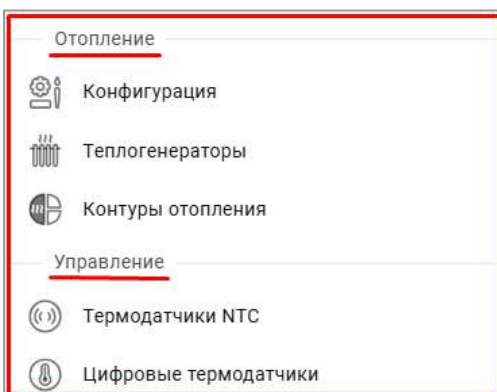 Отопление
Конфигурация
Теплогенераторы
Контуры отопления
Управление
Термодатчики NTC
Цифровые термодатчики